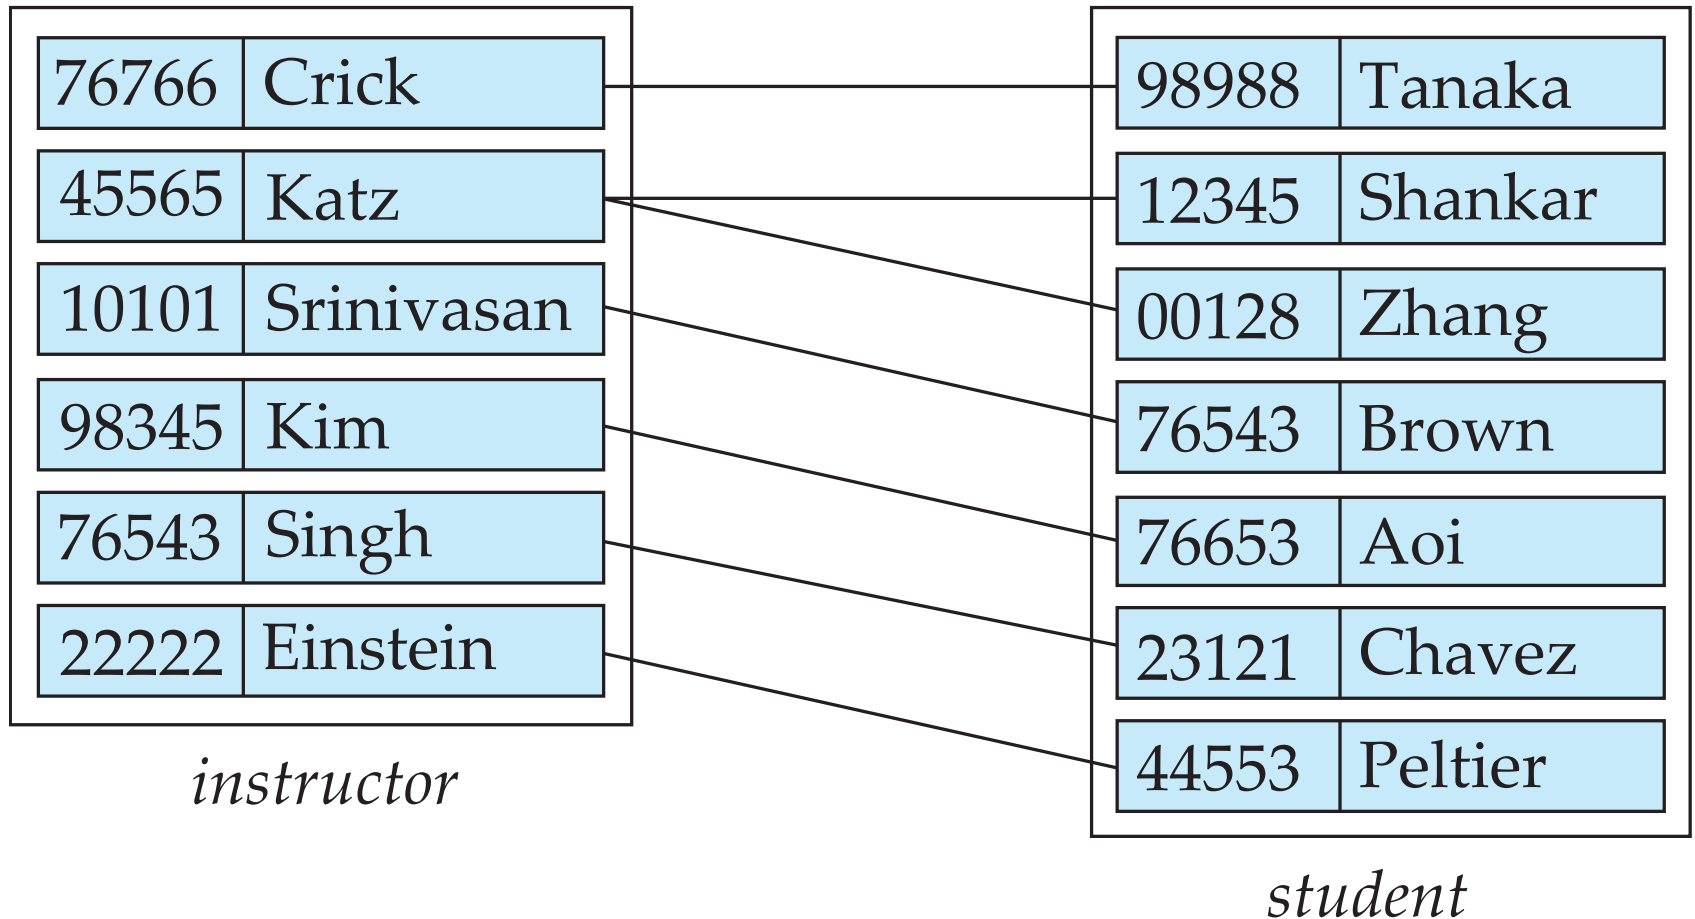 76766 Crick
45565 Katz
10101 Srinivasan
98345 Kim
76543 Singh
22222 Einstein
instructor
98988 Tanaka
12345 Shankar
00128 Zhang
76543 Brown
76653 Aoi
23121 Chavez
44553 Peltier
student